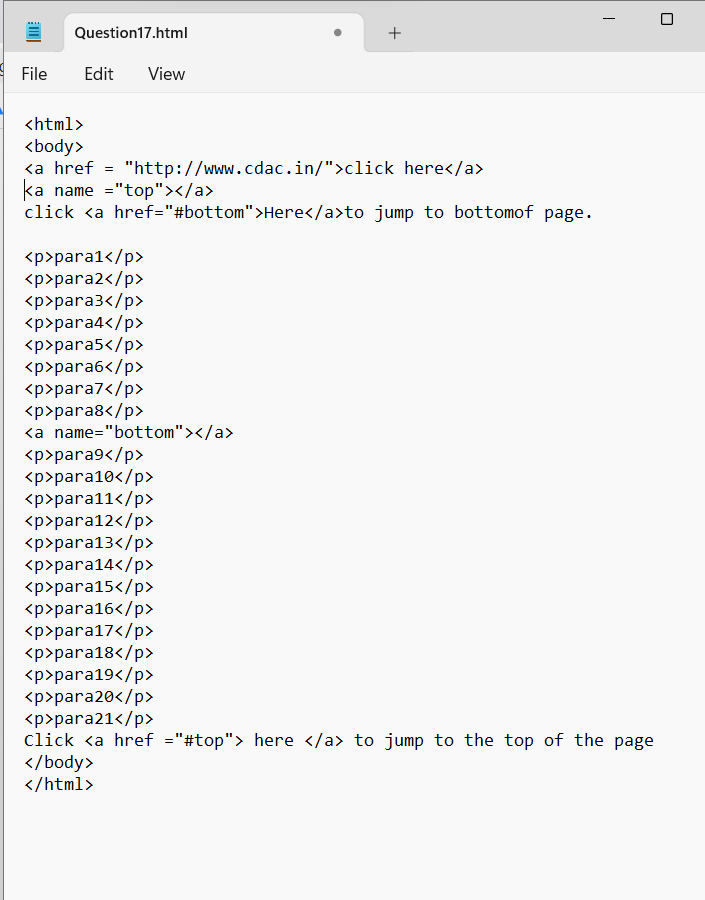 Question17.html
File Edit View
<html>
<body>
<a href = "http://www.cdac.in/">click here</a>
<a name ="top"></a>
click <a href="#bottom">Here</a>to jump to bottomof page.

<p>para1</p>
<p>para2</p>
<p>para3</p>
<p>para4</p>
<p>para5</p>
<p>para6</p>
<p>para7</p>
<p>para8</p>
<a name="bottom"></a>
<p>para9</p>
<p>para10</p>
<p>para11</p>
<p>para12</p>
<p>para13</p>
<p>para14</p>
<p>para15</p>
<p>para16</p>
<p>para17</p>
<p>para18</p>
<p>para19</p>
<p>para20</p>
<p>para21</p>
Click <a href ="#top"> here </a> to jump to the top of the page
</body>
</html>